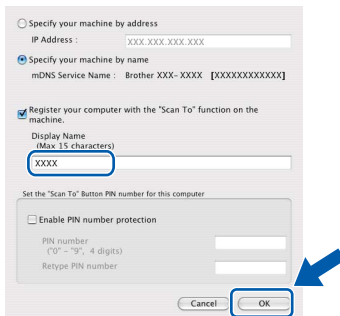 Specify your machine by address
IP Address : XXX.XXX.XXX.XXX
Specify your machine by name
mDNS Service Name : Brother XXX-XXXX [XXXXXXXXXXXX]
Register your computer with the "Scan To" function on the
machine.
Display Name
(Max 15 characters)
XXXX
Set the "Scan To" Button PIN number for this computer
Enable PIN number protection
PIN number
("0" - "9", 4 digits)
Retype PIN number
Cancel OK